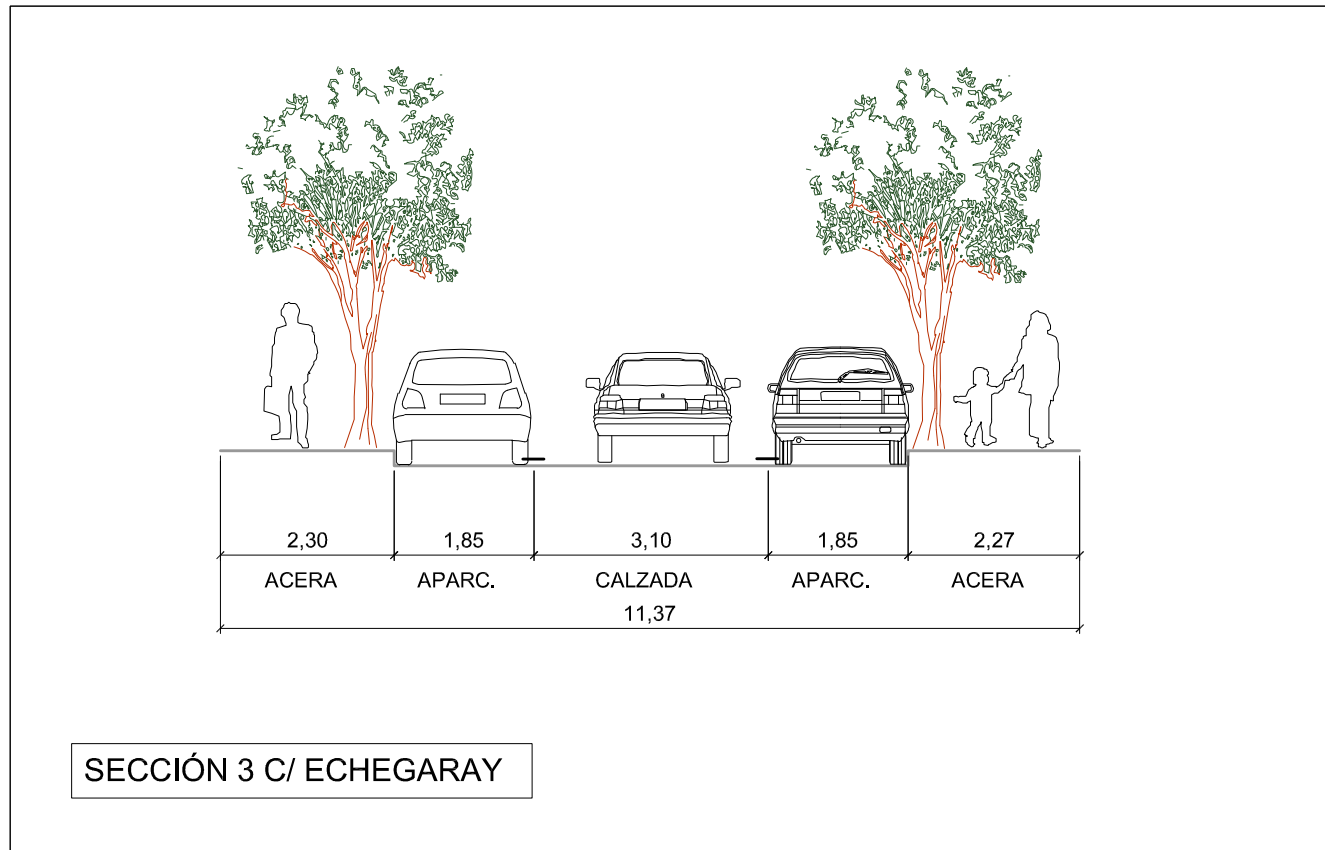 2,30 1,85 3,10 1,85 2,27
ACERA APARC. CALZADA APARC. ACERA
11,37
SECCIÓN 3 C/ ECHEGARAY